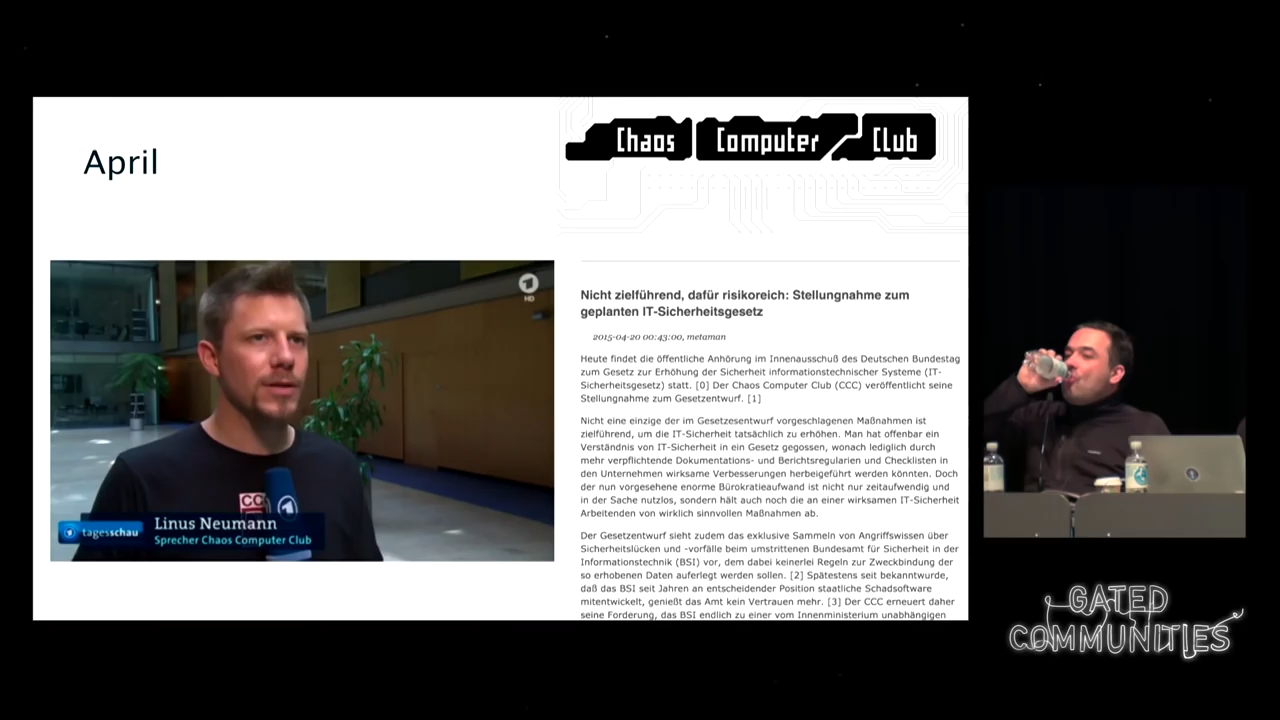 April
Chaos Computer Club
HD
CC
tagesschau
Linus Neumann
Sprecher Chaos Computer Club
Nicht zielführend, dafür risikoreich: Stellungnahme zum
geplanten IT-Sicherheitsgesetz
2015-04-20 00:43:00, metaman
Heute findet die öffentliche Anhörung im Innenausschuß des Deutschen Bundestag
zum Gesetz zur Erhöhung der Sicherheit informationstechnischer Systeme (IT-
Sicherheitsgesetz) statt. [0] Der Chaos Computer Club (CCC) veröffentlicht seine
Stellungnahme zum Gesetzentwurf. [1]
Nicht eine einzige der im Gesetzesentwurf vorgeschlagenen Maßnahmen ist
zielführend, um die IT-Sicherheit tatsächlich zu erhöhen. Man hat offenbar ein
Verständnis von IT-Sicherheit in ein Gesetz gegossen, wonach lediglich durch
mehr verpflichtende Dokumentations- und Berichtsregularien und Checklisten in
den Unternehmen wirksame Verbesserungen herbeigeführt werden könnten. Doch
der nun vorgesehene enorme Bürokratieaufwand ist nicht nur zeitaufwendig und
in der Sache nutzlos, sondern hält auch noch die an einer wirksamen IT-Sicherheit
Arbeitenden von wirklich sinnvollen Maßnahmen ab.
Der Gesetzentwurf sieht zudem das exklusive Sammeln von Angriffswissen über
Sicherheitslücken und -vorfälle beim umstrittenen Bundesamt für Sicherheit in der
Informationstechnik (BSI) vor, dem dabei keinerlei Regeln zur Zweckbindung der
so erhobenen Daten auferlegt werden sollen. [2] Spätestens seit bekanntwurde,
daß das BSI seit Jahren an entscheidender Position staatliche Schadsoftware
mitentwickelt, genießt das Amt kein Vertrauen mehr. [3] Der CCC erneuert daher
seine Forderung, das BSI endlich zu einer vom Innenministerium unabhängigen
GATED
COMMUNITIES